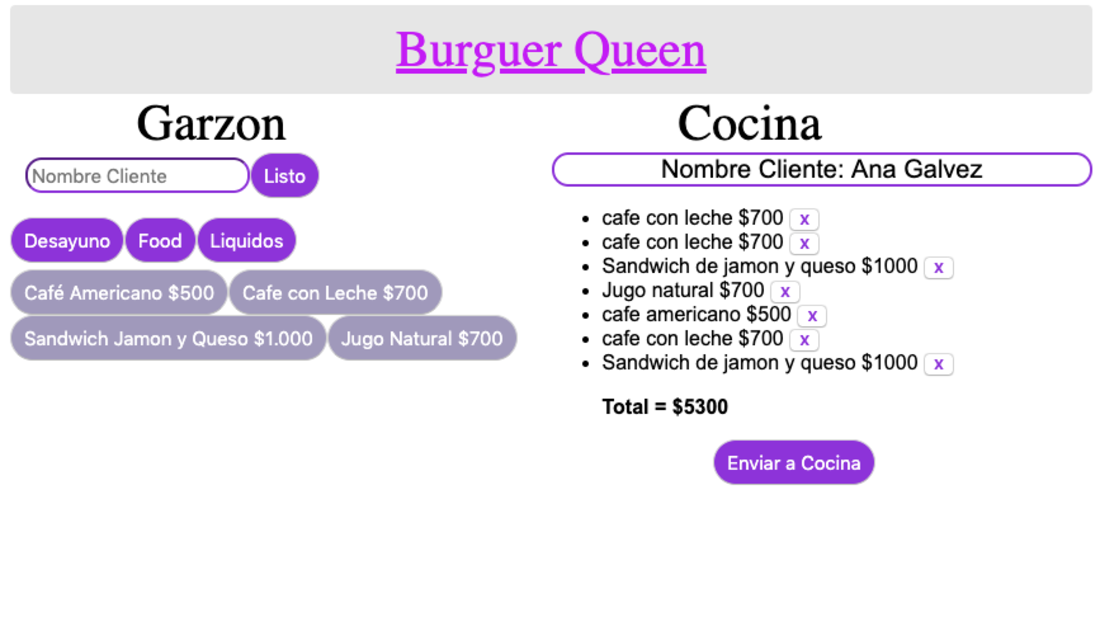 Burguer Queen
Garzon
Nombre Cliente
Listo
Desayuno
Food
Liquidos
Café Americano $500
Cafe con Leche $700
Sandwich Jamon y Queso $1.000
Jugo Natural $700
Cocina
Nombre Cliente: Ana Galvez
cafe con leche $700 x
cafe con leche $700 x
Sandwich de jamon y queso $1000 x
Jugo natural $700 x
cafe americano $500 x
cafe con leche $700 x
Sandwich de jamon y queso $1000 x
Total = $5300
Enviar a Cocina